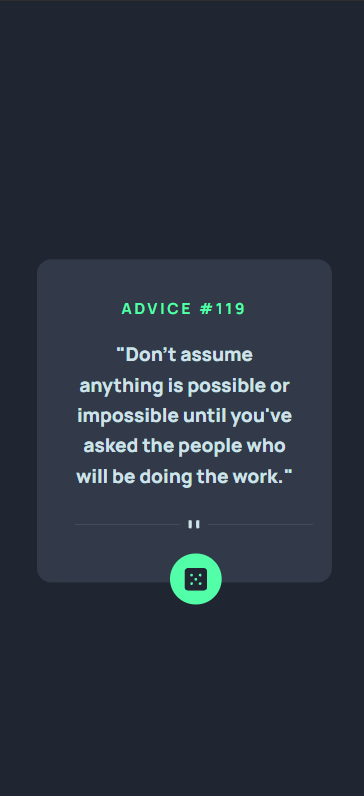 ADVICE #119
"Don’t assume
anything is possible or
impossible until you've
asked the people who
will be doing the work."